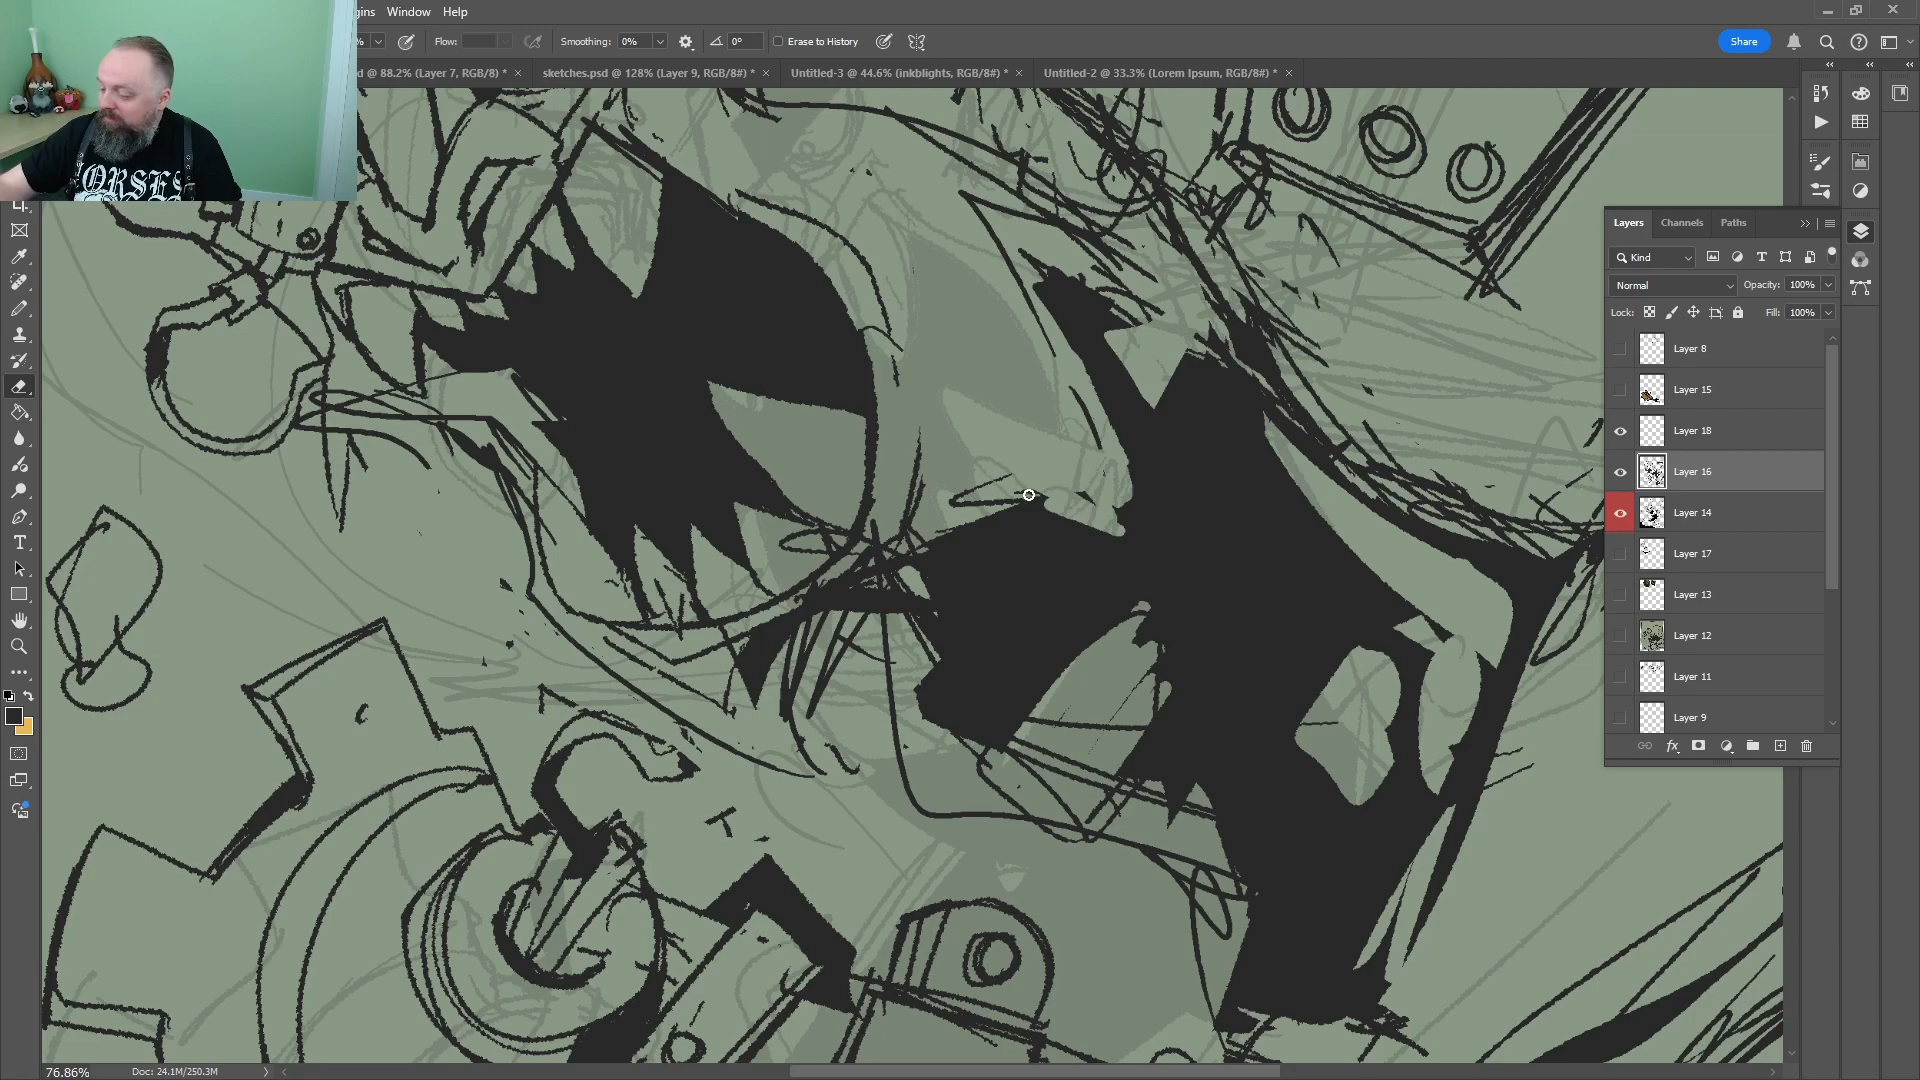 gins Window Help
% Flow: Smoothing: 0% 0° Erase to History Share
d @ 88.2% (Layer 7, RGB/8) * × sketches.psd @ 128% (Layer 9, RGB/8#) * × Untitled-3 @ 44.6% (inkblights, RGB/8#) * × Untitled-2 @ 33.3% (Lorem Ipsum, RGB/8#) * ×
ORSES
Layers Channels Paths
Kind
Normal Opacity: 100%
Lock: Fill: 100%
Layer 8
Layer 15
Layer 18
Layer 16
Layer 14
Layer 17
Layer 13
Layer 12
Layer 11
Layer 9
76.86% Doc: 24.1M/250.3M